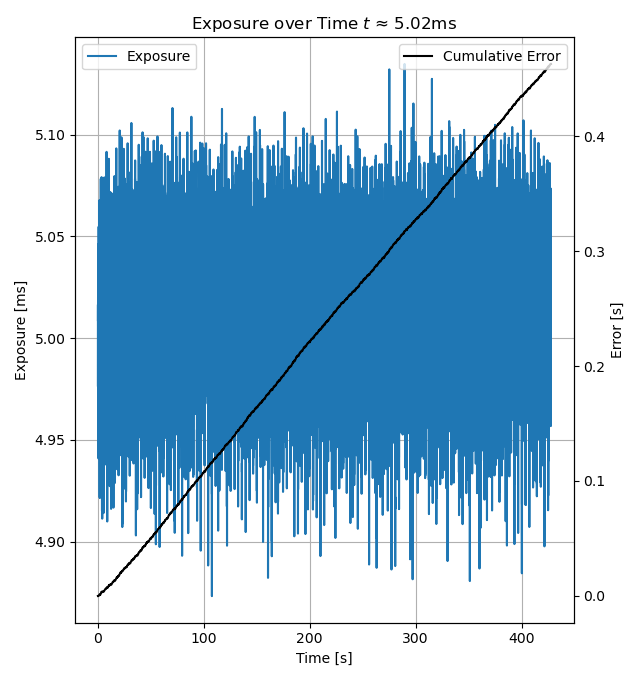 Exposure over Time t ≈ 5.02ms
Exposure
Cumulative Error
5.10
5.05
5.00
4.95
4.90
Exposure [ms]
0.4
0.3
0.2
0.1
0.0
Error [s]
0
100
200
300
400
Time [s]